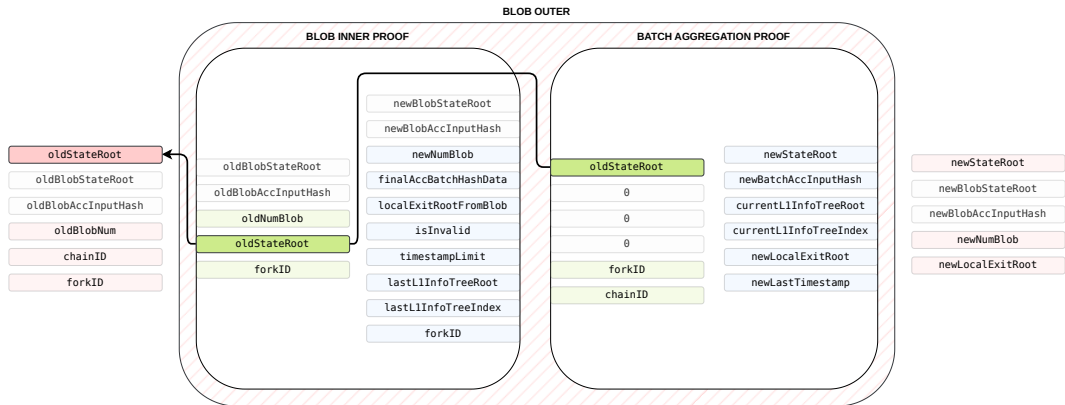 BLOB OUTER
BLOB INNER PROOF
BATCH AGGREGATION PROOF
oldStateRoot
oldBlobStateRoot
oldBlobAccInputHash
oldBlobNum
chainID
forkID
oldBlobStateRoot
oldBlobAccInputHash
oldNumBlob
oldStateRoot
forkID
newBlobStateRoot
newBlobAccInputHash
newNumBlob
finalAccBatchHashData
localExitRootFromBlob
isInvalid
timestampLimit
lastL1InfoTreeRoot
lastL1InfoTreeIndex
forkID
oldStateRoot
0
0
0
forkID
chainID
newStateRoot
newBatchAccInputHash
currentL1InfoTreeRoot
currentL1InfoTreeIndex
newLocalExitRoot
newLastTimestamp
newStateRoot
newBlobStateRoot
newBlobAccInputHash
newNumBlob
newLocalExitRoot